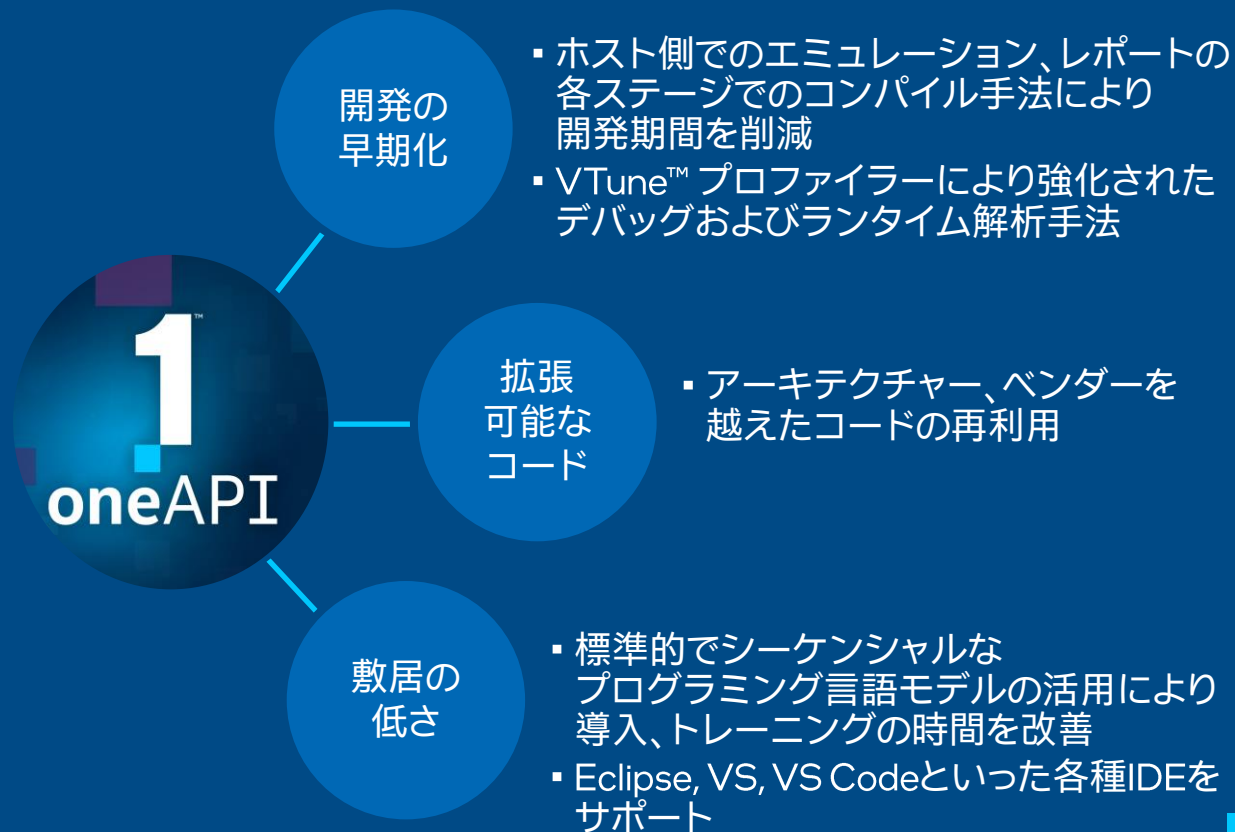 開発の
早期化
▪ ホスト側でのエミュレーション、レポートの
各ステージでのコンパイル手法により
開発期間を削減
▪ VTune™ プロファイラーにより強化された
デバッグおよびランタイム解析手法
1™
oneAPI
拡張
可能な
コード
▪ アーキテクチャー、ベンダーを
越えたコードの再利用
敷居の
低さ
▪ 標準的でシーケンシャルな
プログラミング言語モデルの活用により
導入、トレーニングの時間を改善
▪ Eclipse, VS, VS Codeといった各種IDEを
サポート